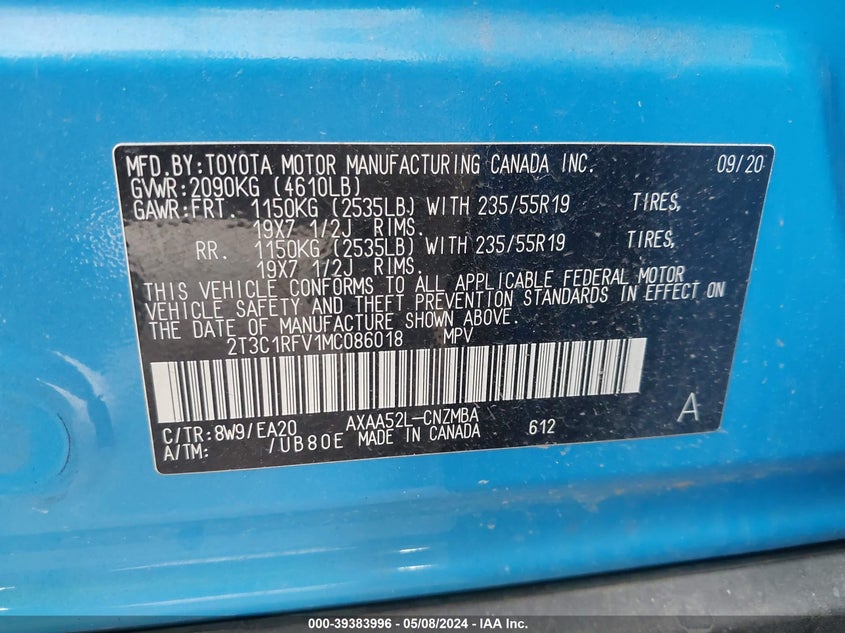 MFD.BY:TOYOTA MOTOR MANUFACTURING CANADA INC. 09/20
GVWR:2090KG (4610LB)
GAWR:FRT. 1150KG (2535LB) WITH 235/55R19 TIRES,
19X7 1/2J RIMS.
RR. 1150KG (2535LB) WITH 235/55R19 TIRES,
19X7 1/2J RIMS.
THIS VEHICLE CONFORMS TO ALL APPLICABLE FEDERAL MOTOR
VEHICLE SAFETY AND THEFT PREVENTION STANDARDS IN EFFECT ON
THE DATE OF MANUFACTURE SHOWN ABOVE.
2T3C1RFV1MC086018 MPV
C/TR:8W9/EA20 AXAA52L-CNZMBA A
A/TM: /UB80E MADE IN CANADA 612
000-39383996 - 05/08/2024 - IAA Inc.